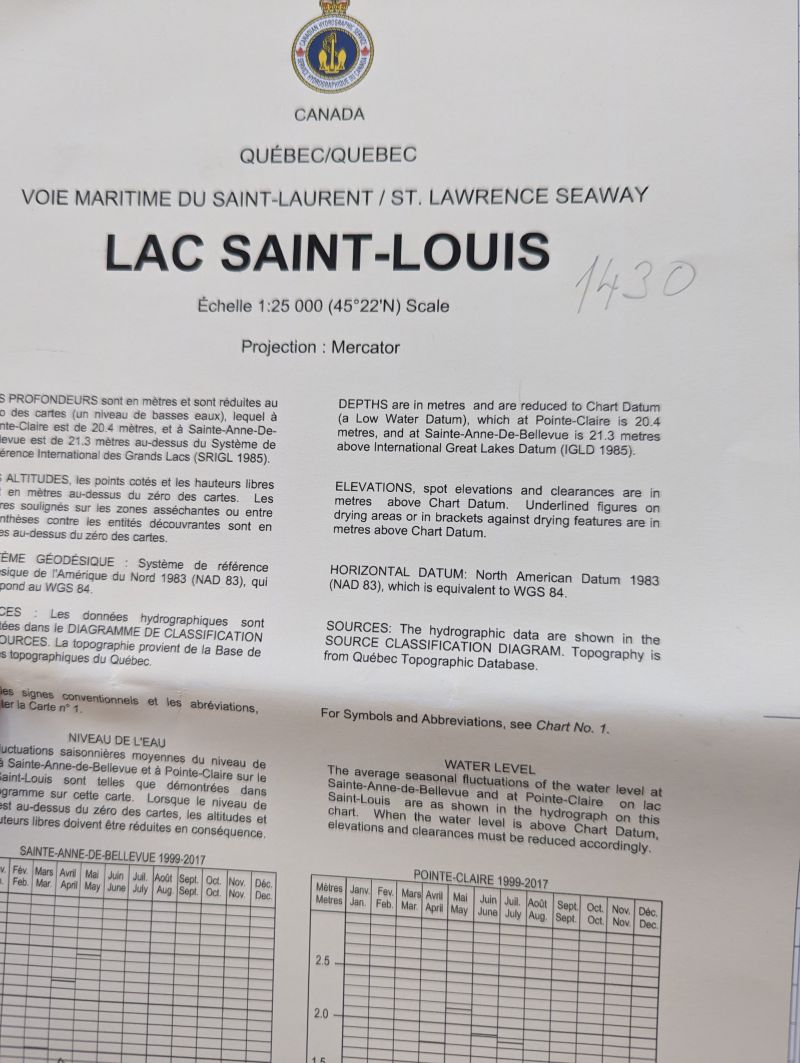 CANADIAN HYDROGRAPHIC SERVICE
SERVICE HYDROGRAPHIQUE DU CANADA
CANADA
QUÉBEC/QUEBEC
VOIE MARITIME DU SAINT-LAURENT / ST. LAWRENCE SEAWAY
LAC SAINT-LOUIS
1430
Échelle 1:25 000 (45°22'N) Scale
Projection : Mercator
PROFONDEURS sont en mètres et sont réduites au
des cartes (un niveau de basses eaux), lequel à
est de 20.4 mètres, et à Sainte-Anne-De-
est de 21.3 mètres au-dessus du Système de
International des Grands Lacs (SRIGL 1985).
ALTITUDES, les points cotés et les hauteurs libres
en mètres au-dessus du zéro des cartes. Les
soulignés sur les zones asséchantes ou entre
contre les entités découvrantes sont en
au-dessus du zéro des cartes.
GÉODÉSIQUE : Système de référence
de l'Amérique du Nord 1983 (NAD 83), qui
au WGS 84.
: Les données hydrographiques sont
dans le DIAGRAMME DE CLASSIFICATION
La topographie provient de la Base de
topographiques du Québec.
les signes conventionnels et les abréviations,
la Carte n° 1.
NIVEAU DE L'EAU
saisonnières moyennes du niveau de
à Sainte-Anne-de-Bellevue et à Pointe-Claire sur le
Saint-Louis sont telles que démontrées dans
sur cette carte. Lorsque le niveau de
est au-dessus du zéro des cartes, les altitudes et
libres doivent être réduites en conséquence.
DEPTHS are in metres and are reduced to Chart Datum
(a Low Water Datum), which at Pointe-Claire is 20.4
metres, and at Sainte-Anne-De-Bellevue is 21.3 metres
above International Great Lakes Datum (IGLD 1985).
ELEVATIONS, spot elevations and clearances are in
metres above Chart Datum. Underlined figures on
drying areas or in brackets against drying features are in
metres above Chart Datum.
HORIZONTAL DATUM: North American Datum 1983
(NAD 83), which is equivalent to WGS 84.
SOURCES: The hydrographic data are shown in the
SOURCE CLASSIFICATION DIAGRAM. Topography is
from Québec Topographic Database.
For Symbols and Abbreviations, see Chart No. 1.
WATER LEVEL
The average seasonal fluctuations of the water level at
Sainte-Anne-de-Bellevue and at Pointe-Claire on lac
Saint-Louis are as shown in the hydrograph on this
chart. When the water level is above Chart Datum,
elevations and clearances must be reduced accordingly.
SAINTE-ANNE-DE-BELLEVUE 1999-2017
Fév. Mars Avril Mai Juin Juil. Août Sept. Oct. Nov. Déc.
Feb. Mar. April May June July Aug. Sept. Oct. Nov. Dec.
POINTE-CLAIRE 1999-2017
Mètres Janv. Fev. Mars Avril Mai Juin Juil. Août Sept. Oct. Nov. Déc.
Metres Jan. Feb. Mar. April May June July Aug. Sept. Oct. Nov. Dec.
2.5
2.0
1.5